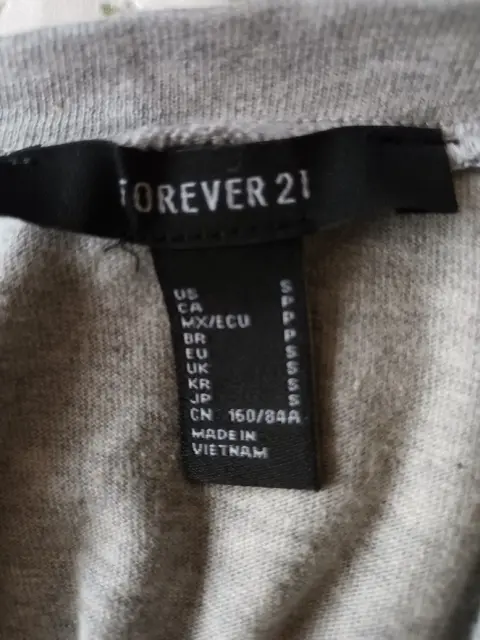 FOREVER 21
US S
CA P
MX/ECU P
BR P
EU S
UK S
KR S
JP S
CN 160/84A
MADE IN
VIETNAM